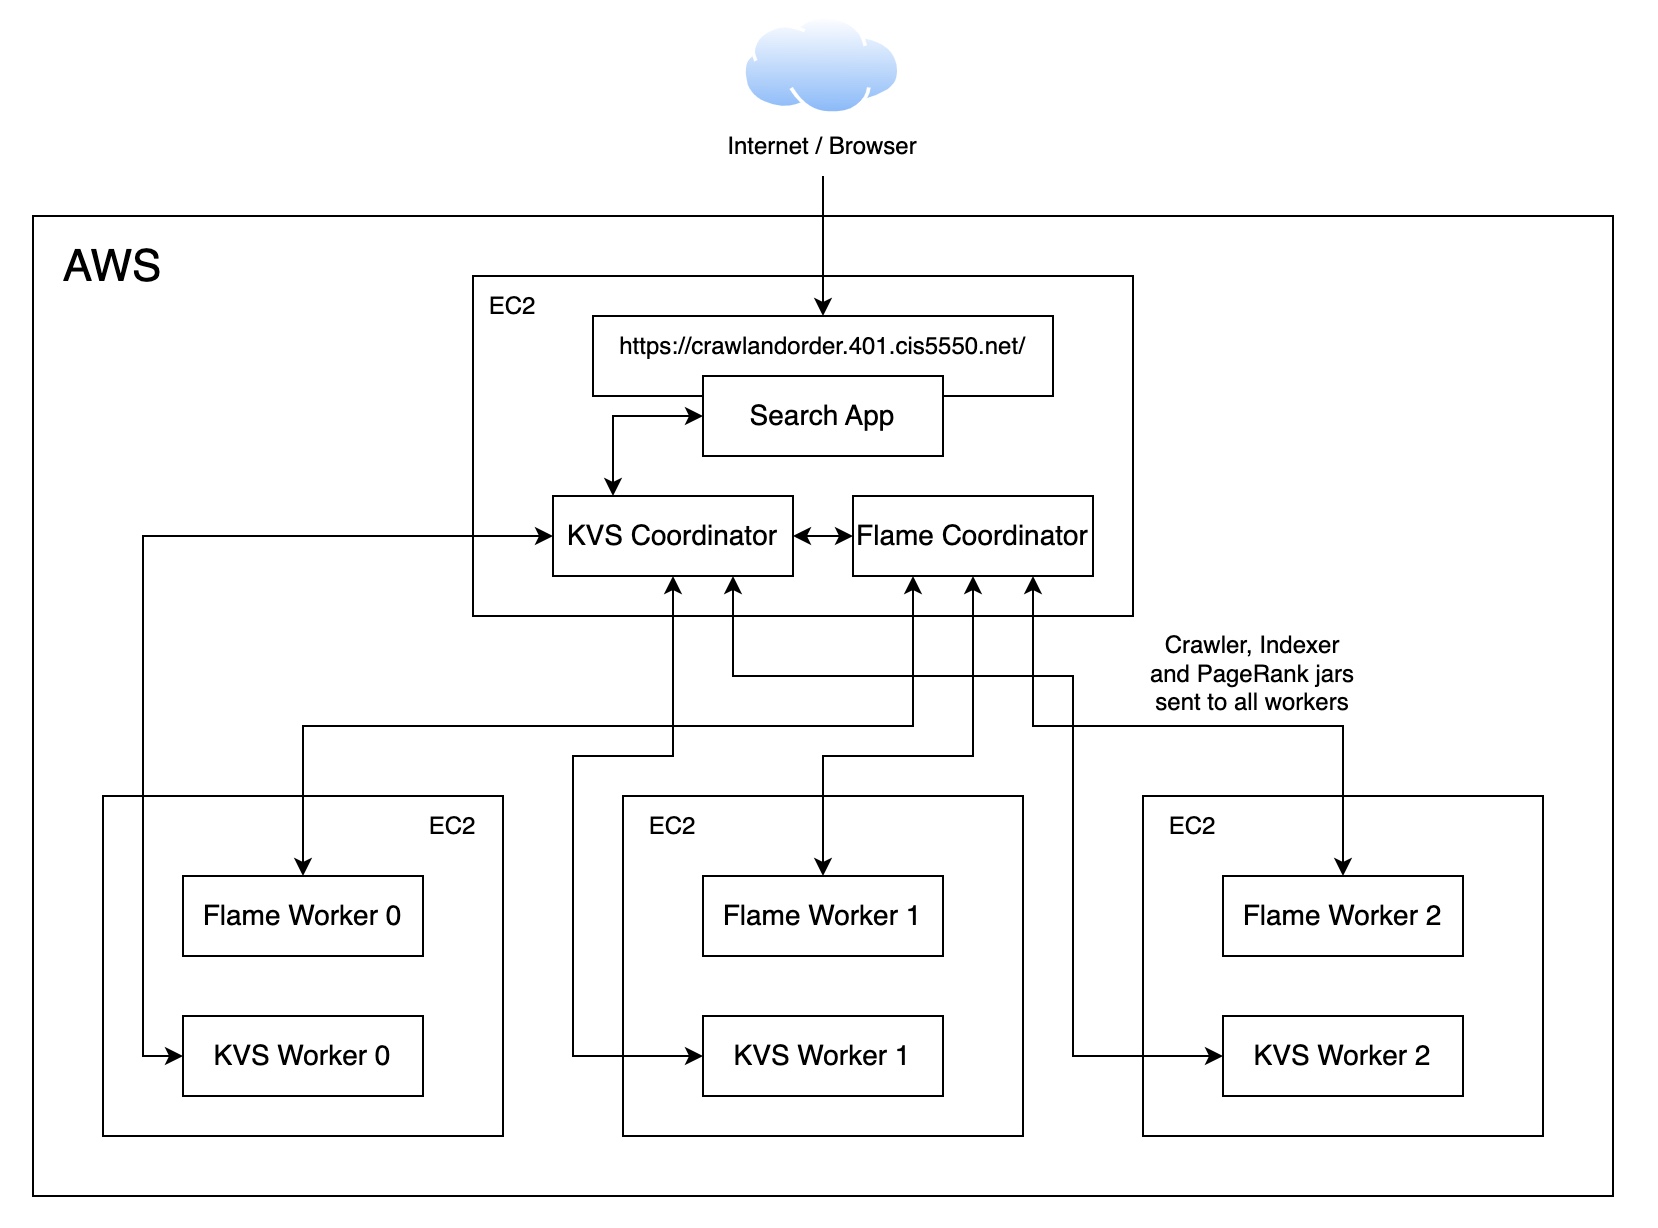 Internet / Browser
AWS
EC2
https://crawlandorder.401.cis5550.net/
Search App
KVS Coordinator
Flame Coordinator
Crawler, Indexer
and PageRank jars
sent to all workers
EC2
EC2
EC2
Flame Worker 0
Flame Worker 1
Flame Worker 2
KVS Worker 0
KVS Worker 1
KVS Worker 2